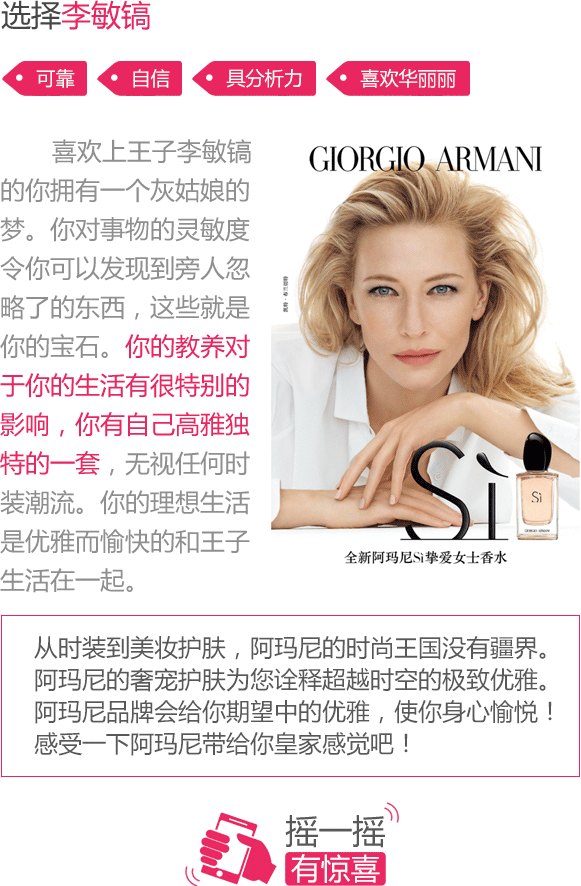 选择李敏镐
可靠
自信
具分析力
喜欢华丽丽
喜欢上王子李敏镐
的你拥有一个灰姑娘的
梦。你对事物的灵敏度
令你可以发现到旁人忽
略了的东西，这些就是
你的宝石。你的教养对
于你的生活有很特别的
影响，你有自己高雅独
特的一套，无视任何时
装潮流。你的理想生活
是优雅而愉快的和王子
生活在一起。
GIORGIO ARMANI
凯特·布兰切特
Sì
Sì
GIORGIO ARMANI
全新阿玛尼Sì挚爱女士香水
从时装到美妆护肤，阿玛尼的时尚王国没有疆界。
阿玛尼的奢宠护肤为您诠释超越时空的极致优雅。
阿玛尼品牌会给你期望中的优雅，使你身心愉悦！
感受一下阿玛尼带给你皇家感觉吧！
摇一摇
有惊喜